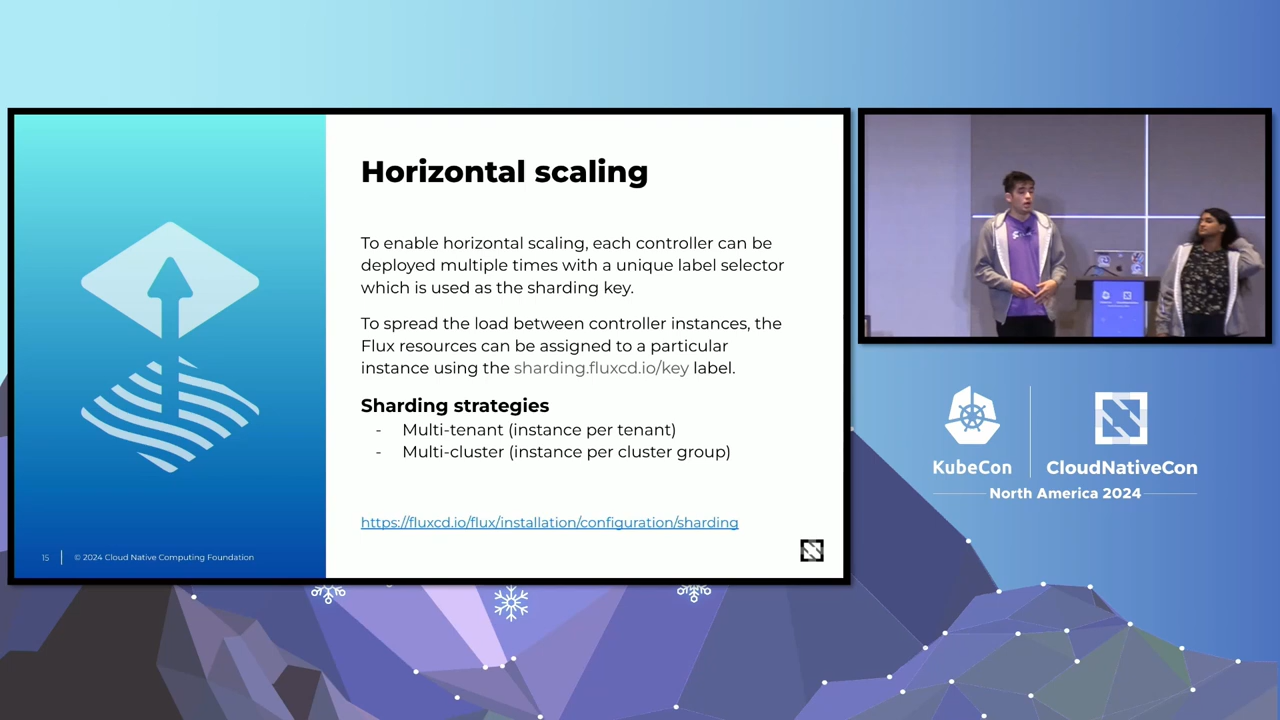 Horizontal scaling
To enable horizontal scaling, each controller can be
deployed multiple times with a unique label selector
which is used as the sharding key.
To spread the load between controller instances, the
Flux resources can be assigned to a particular
instance using the sharding.fluxcd.io/key label.
Sharding strategies
- Multi-tenant (instance per tenant)
- Multi-cluster (instance per cluster group)
https://fluxcd.io/flux/installation/configuration/sharding
15 © 2024 Cloud Native Computing Foundation
KubeCon CloudNativeCon
North America 2024